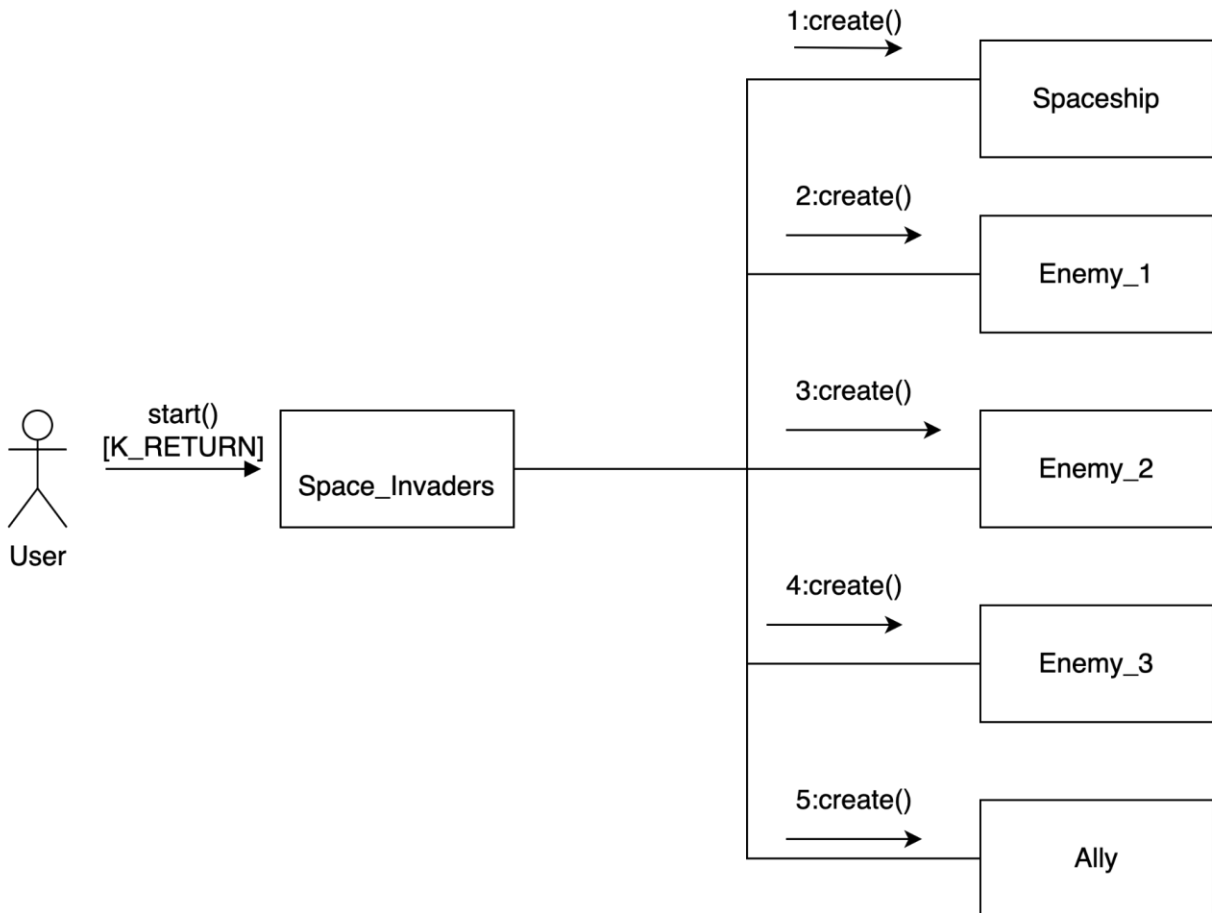 1:create()
Spaceship
2:create()
Enemy_1
3:create()
start()
[K_RETURN]
Space_Invaders
Enemy_2
User
4:create()
Enemy_3
5:create()
Ally